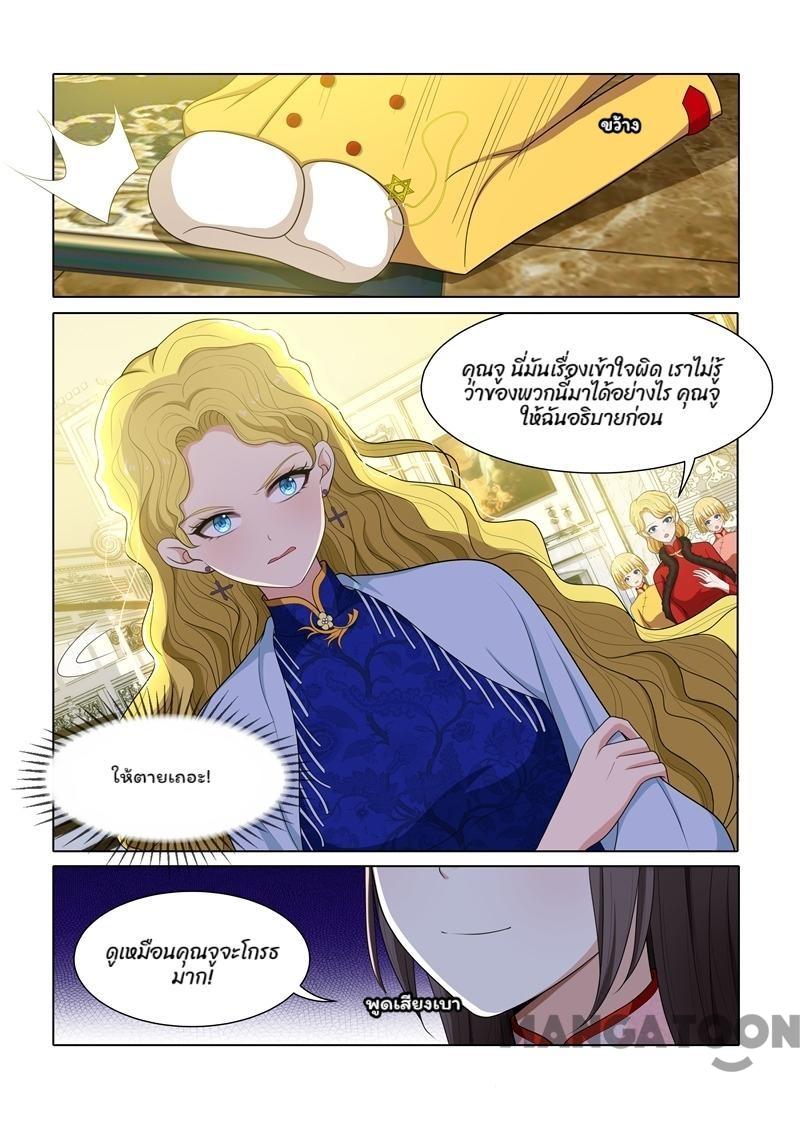 ขว้าง
คุณจู นี่มันเรื่องเข้าใจผิด เราไม่รู้
ว่าของพวกนี้มาได้อย่างไร คุณจู
ให้ฉันอธิบายก่อน
ให้ตายเถอะ!
ดูเหมือนคุณจูจะโกรธ
มาก!
พูดเสียงเบา
MANGATOON